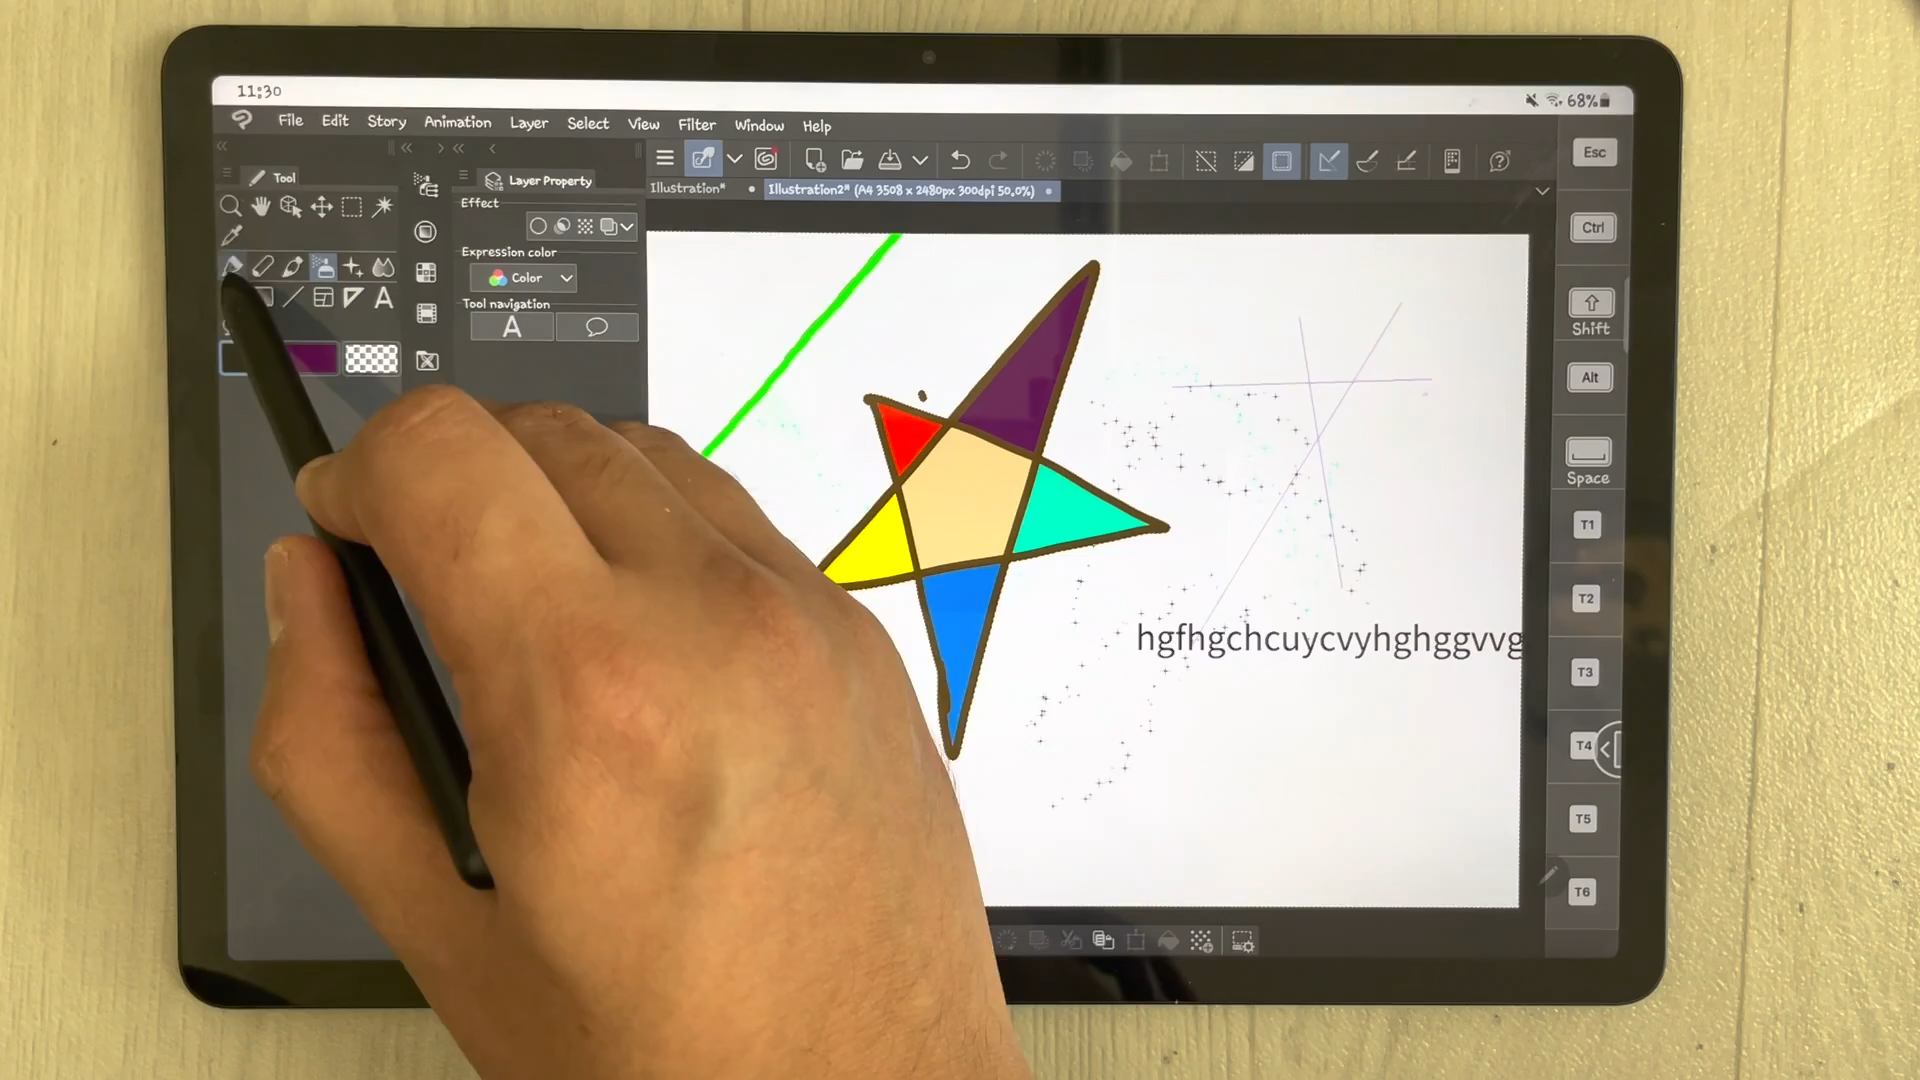 11:30
68%
File Edit Story Animation Layer Select View Filter Window Help
Esc
Tool
Layer Property
Illustration*
Illustration2* (A4 3508 x 2480px 300dpi 50.0%)
Effect
Ctrl
Expression color
Color
Tool navigation
A
A
Shift
Alt
Space
T1
T2
hgfhgchcuycvyhghggvvg
T3
T4
T5
T6